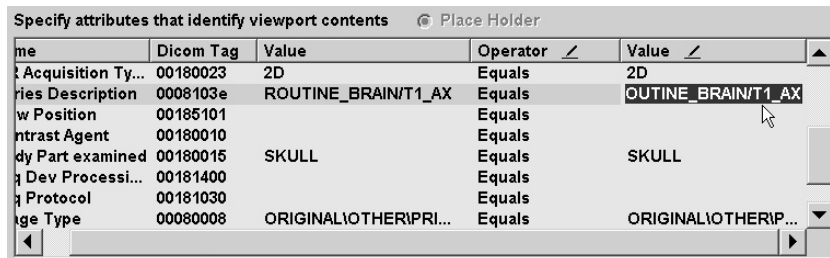 Specify attributes that identify viewport contents Place Holder
me Dicom Tag Value Operator Value
R Acquisition Ty... 00180023 2D Equals 2D
ries Description 0008103e ROUTINE_BRAIN/T1_AX Equals OUTINE_BRAIN/T1_AX
w Position 00185101 Equals
ntrast Agent 00180010 Equals
dy Part examined 00180015 SKULL Equals SKULL
q Dev Processi... 00181400 Equals
q Protocol 00181030 Equals
age Type 00080008 ORIGINAL\OTHER\PRI... Equals ORIGINAL\OTHER\P...